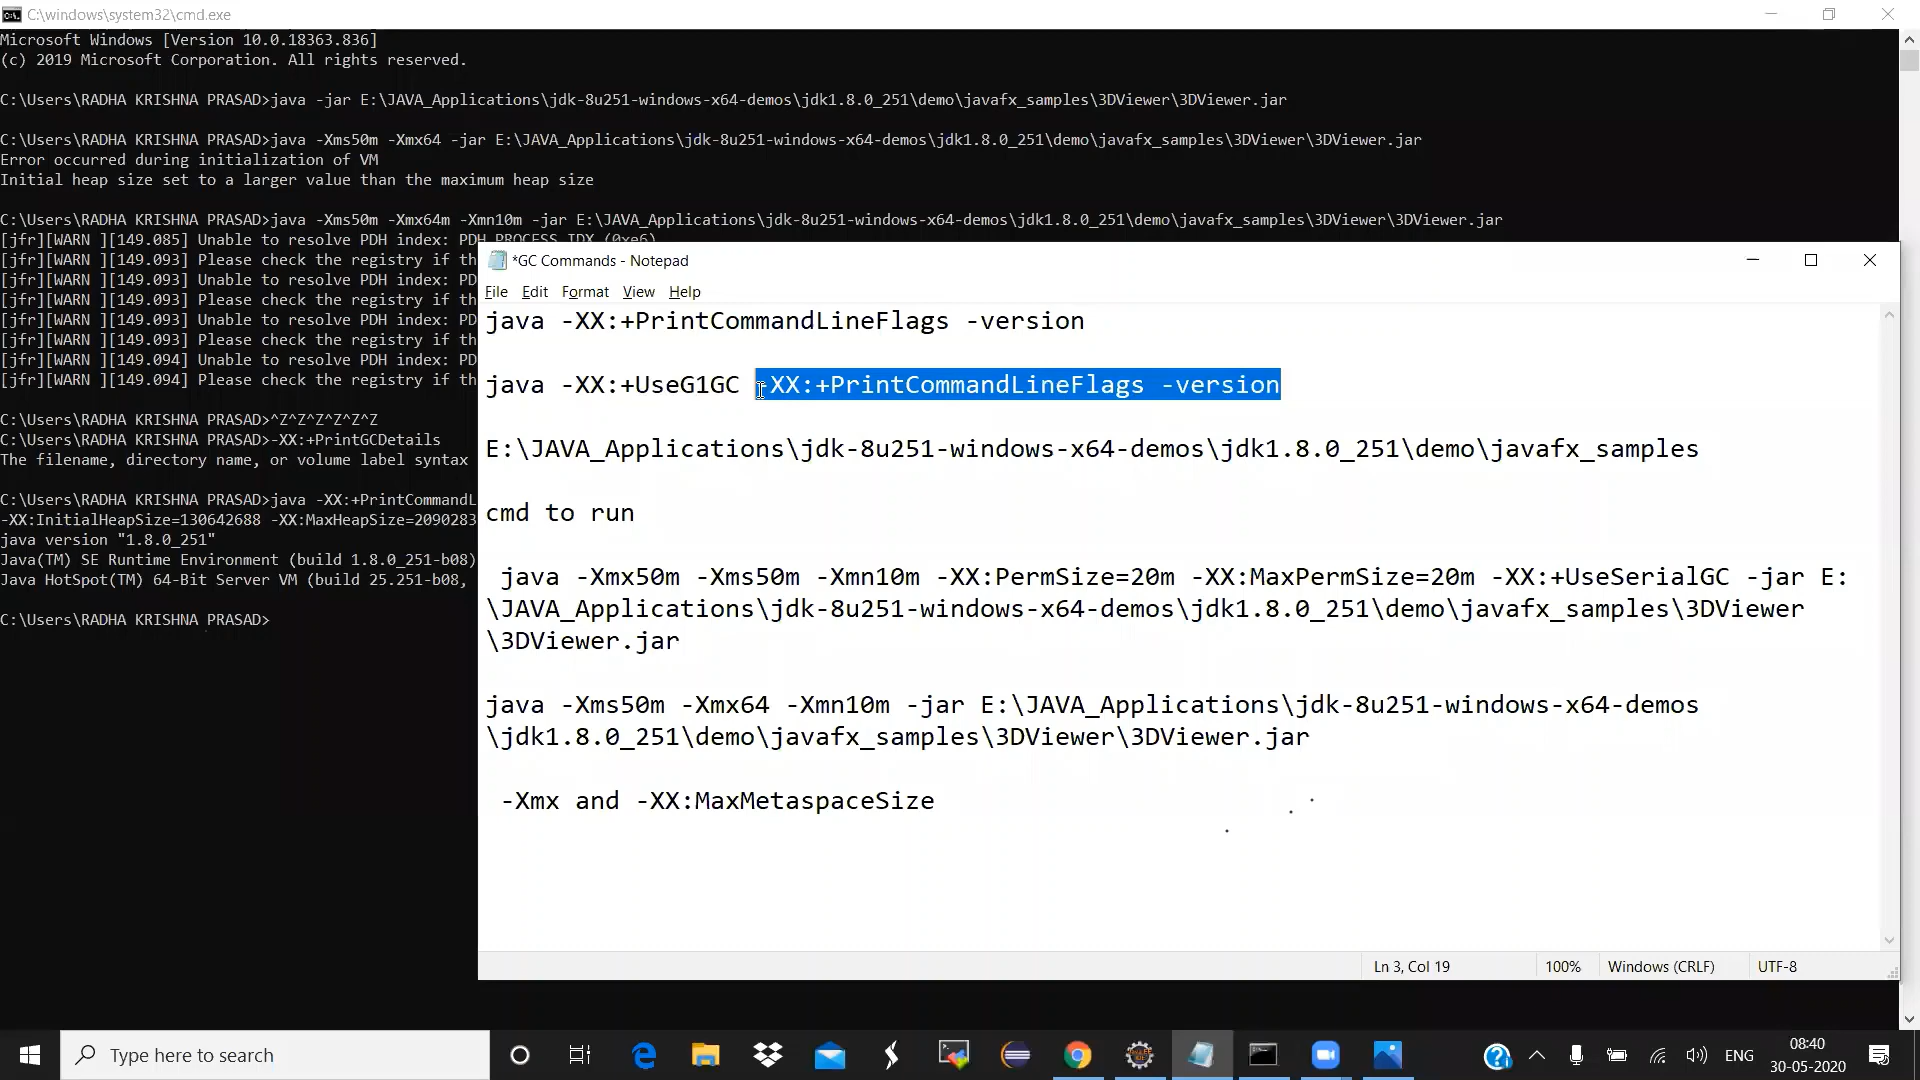 C:\windows\system32\cmd.exe
Microsoft Windows [Version 10.0.18363.836]
(c) 2019 Microsoft Corporation. All rights reserved.
C:\Users\RADHA KRISHNA PRASAD>java -jar E:\JAVA_Applications\jdk-8u251-windows-x64-demos\jdk1.8.0_251\demo\javafx_samples\3DViewer\3DViewer.jar
C:\Users\RADHA KRISHNA PRASAD>java -Xms50m -Xmx64 -jar E:\JAVA_Applications\jdk-8u251-windows-x64-demos\jdk1.8.0_251\demo\javafx_samples\3DViewer\3DViewer.jar
Error occurred during initialization of VM
Initial heap size set to a larger value than the maximum heap size
C:\Users\RADHA KRISHNA PRASAD>java -Xms50m -Xmx64m -Xmn10m -jar E:\JAVA_Applications\jdk-8u251-windows-x64-demos\jdk1.8.0_251\demo\javafx_samples\3DViewer\3DViewer.jar
[jfr][WARN ][149.085] Unable to resolve PDH index: PDH_PROCESS_IDX (0xe6)
[jfr][WARN ][149.093] Please check the registry if th
[jfr][WARN ][149.093] Unable to resolve PDH index: PD
[jfr][WARN ][149.093] Please check the registry if th
[jfr][WARN ][149.093] Unable to resolve PDH index: PD
[jfr][WARN ][149.093] Please check the registry if th
[jfr][WARN ][149.094] Unable to resolve PDH index: PD
[jfr][WARN ][149.094] Please check the registry if th
C:\Users\RADHA KRISHNA PRASAD>^Z^Z^Z^Z^Z^Z
C:\Users\RADHA KRISHNA PRASAD>-XX:+PrintGCDetails
The filename, directory name, or volume label syntax
C:\Users\RADHA KRISHNA PRASAD>java -XX:+PrintCommandL
-XX:InitialHeapSize=130642688 -XX:MaxHeapSize=2090283
java version "1.8.0_251"
Java(TM) SE Runtime Environment (build 1.8.0_251-b08)
Java HotSpot(TM) 64-Bit Server VM (build 25.251-b08,
C:\Users\RADHA KRISHNA PRASAD>
*GC Commands - Notepad
File Edit Format View Help
java -XX:+PrintCommandLineFlags -version
java -XX:+UseG1GC -XX:+PrintCommandLineFlags -version
E:\JAVA_Applications\jdk-8u251-windows-x64-demos\jdk1.8.0_251\demo\javafx_samples
cmd to run
java -Xmx50m -Xms50m -Xmn10m -XX:PermSize=20m -XX:MaxPermSize=20m -XX:+UseSerialGC -jar E:
\JAVA_Applications\jdk-8u251-windows-x64-demos\jdk1.8.0_251\demo\javafx_samples\3DViewer
\3DViewer.jar
java -Xms50m -Xmx64 -Xmn10m -jar E:\JAVA_Applications\jdk-8u251-windows-x64-demos
\jdk1.8.0_251\demo\javafx_samples\3DViewer\3DViewer.jar
-Xmx and -XX:MaxMetaspaceSize
Ln 3, Col 19 100% Windows (CRLF) UTF-8
Type here to search
ENG
08:40
30-05-2020